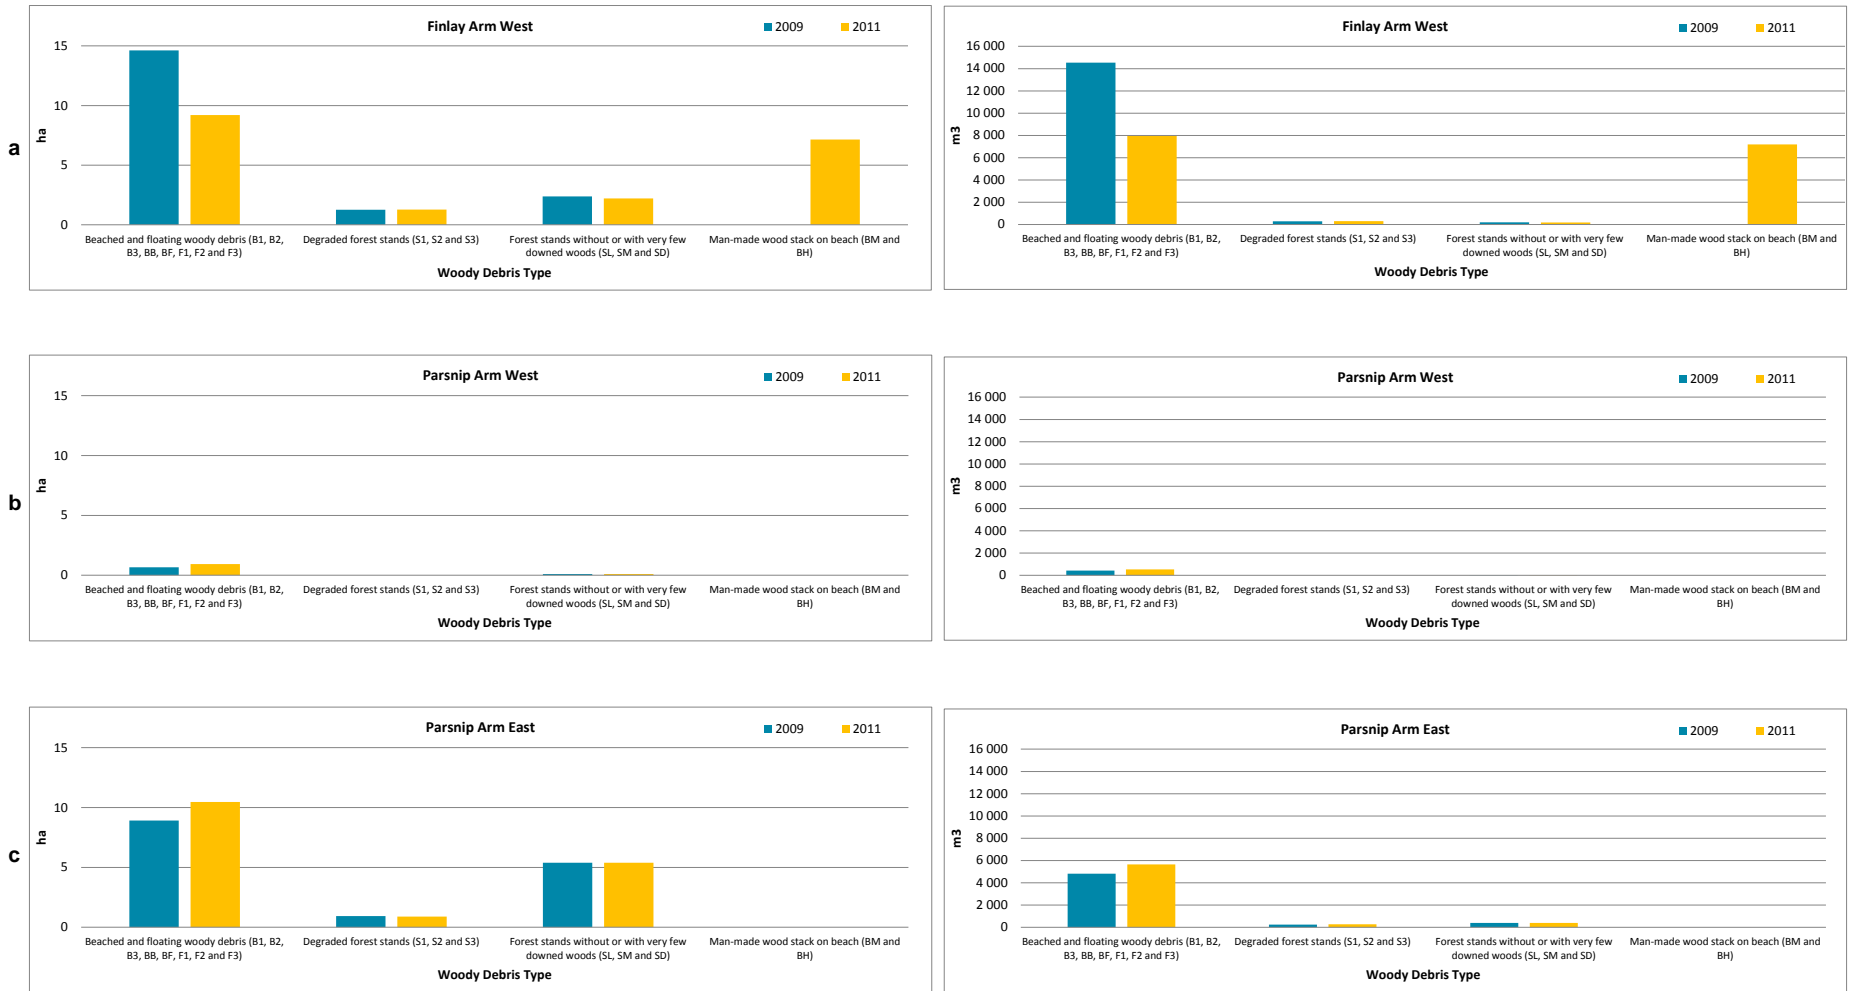 a
Finlay Arm West
2009
2011
ha
15
10
5
0
Beached and floating woody debris (B1, B2,
B3, BB, BF, F1, F2 and F3)
Degraded forest stands (S1, S2 and S3)
Forest stands without or with very few
downed woods (SL, SM and SD)
Man-made wood stack on beach (BM and
BH)
Woody Debris Type
Finlay Arm West
2009
2011
m3
16 000
14 000
12 000
10 000
8 000
6 000
4 000
2 000
0
Beached and floating woody debris (B1, B2,
B3, BB, BF, F1, F2 and F3)
Degraded forest stands (S1, S2 and S3)
Forest stands without or with very few
downed woods (SL, SM and SD)
Man-made wood stack on beach (BM and
BH)
Woody Debris Type
b
Parsnip Arm West
2009
2011
ha
15
10
5
0
Beached and floating woody debris (B1, B2,
B3, BB, BF, F1, F2 and F3)
Degraded forest stands (S1, S2 and S3)
Forest stands without or with very few
downed woods (SL, SM and SD)
Man-made wood stack on beach (BM and
BH)
Woody Debris Type
Parsnip Arm West
2009
2011
m3
16 000
14 000
12 000
10 000
8 000
6 000
4 000
2 000
0
Beached and floating woody debris (B1, B2,
B3, BB, BF, F1, F2 and F3)
Degraded forest stands (S1, S2 and S3)
Forest stands without or with very few
downed woods (SL, SM and SD)
Man-made wood stack on beach (BM and
BH)
Woody Debris Type
c
Parsnip Arm East
2009
2011
ha
15
10
5
0
Beached and floating woody debris (B1, B2,
B3, BB, BF, F1, F2 and F3)
Degraded forest stands (S1, S2 and S3)
Forest stands without or with very few
downed woods (SL, SM and SD)
Man-made wood stack on beach (BM and
BH)
Woody Debris Type
Parsnip Arm East
2009
2011
m3
16 000
14 000
12 000
10 000
8 000
6 000
4 000
2 000
0
Beached and floating woody debris (B1, B2,
B3, BB, BF, F1, F2 and F3)
Degraded forest stands (S1, S2 and S3)
Forest stands without or with very few
downed woods (SL, SM and SD)
Man-made wood stack on beach (BM and
BH)
Woody Debris Type